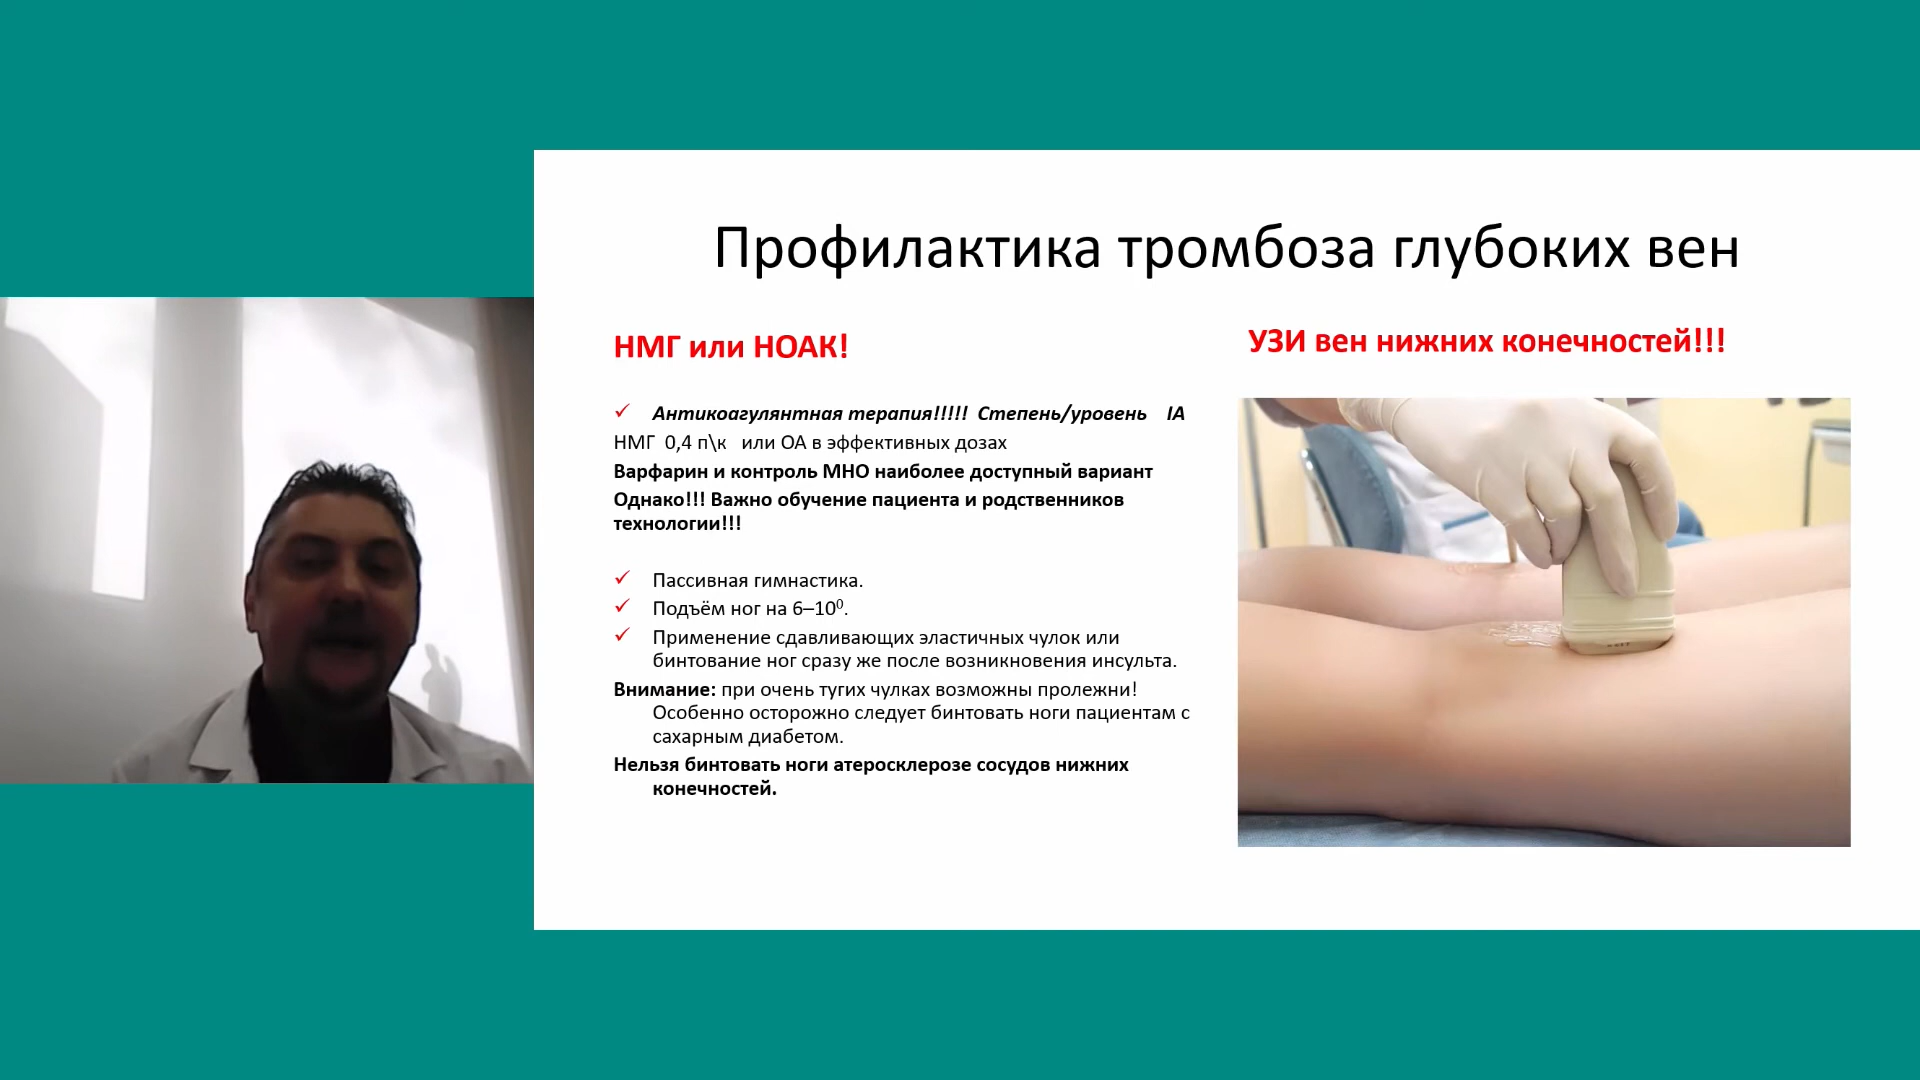 Профилактика тромбоза глубоких вен
НМГ или НОАК!
Антикоагулянтная терапия!!!!! Степень/уровень IA
НМГ 0,4 п\к или ОА в эффективных дозах
Варфарин и контроль МНО наиболее доступный вариант
Однако!!! Важно обучение пациента и родственников
технологии!!!
Пассивная гимнастика.
Подъём ног на 6–10⁰.
Применение сдавливающих эластичных чулок или
бинтование ног сразу же после возникновения инсульта.
Внимание: при очень тугих чулках возможны пролежни!
Особенно осторожно следует бинтовать ноги пациентам с
сахарным диабетом.
Нельзя бинтовать ноги атеросклерозе сосудов нижних
конечностей.
УЗИ вен нижних конечностей!!!